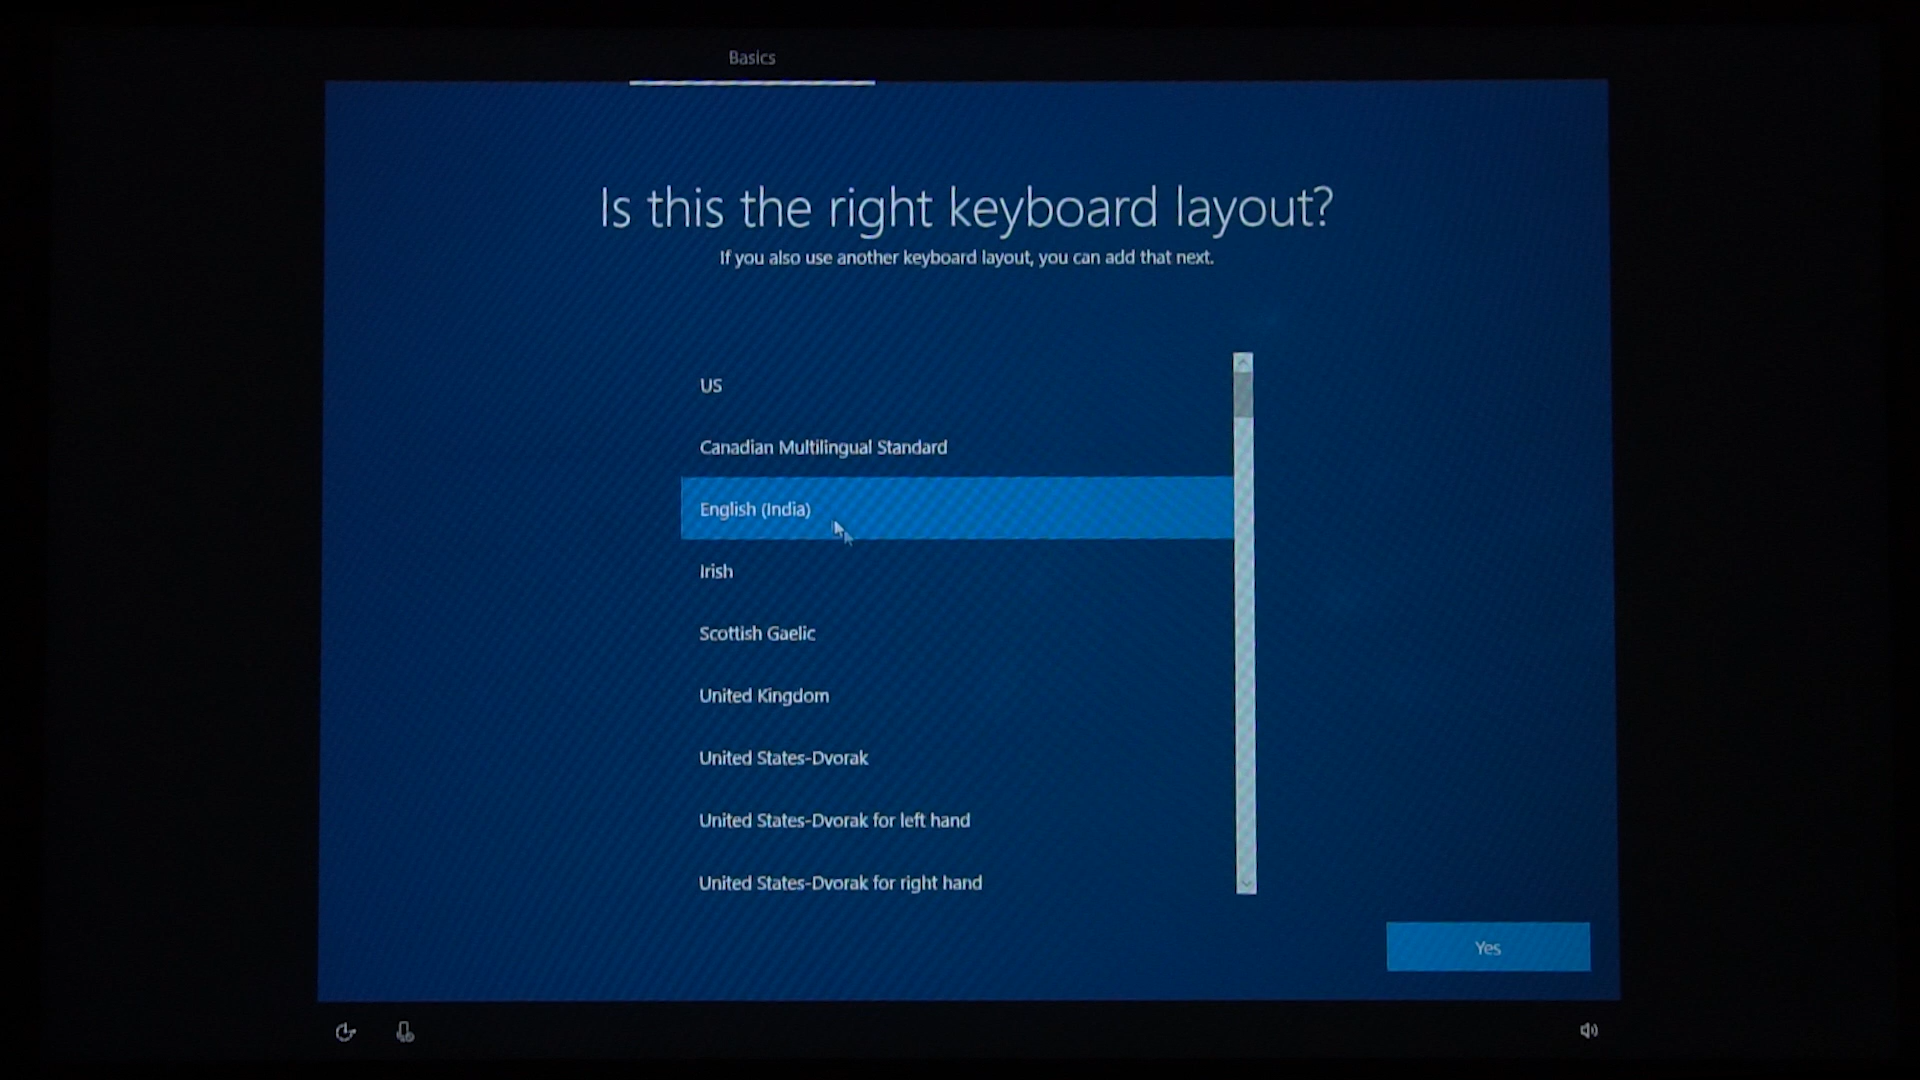 Basics
Is this the right keyboard layout?
If you also use another keyboard layout, you can add that next.
US
Canadian Multilingual Standard
English (India)
Irish
Scottish Gaelic
United Kingdom
United States-Dvorak
United States-Dvorak for left hand
United States-Dvorak for right hand
Yes